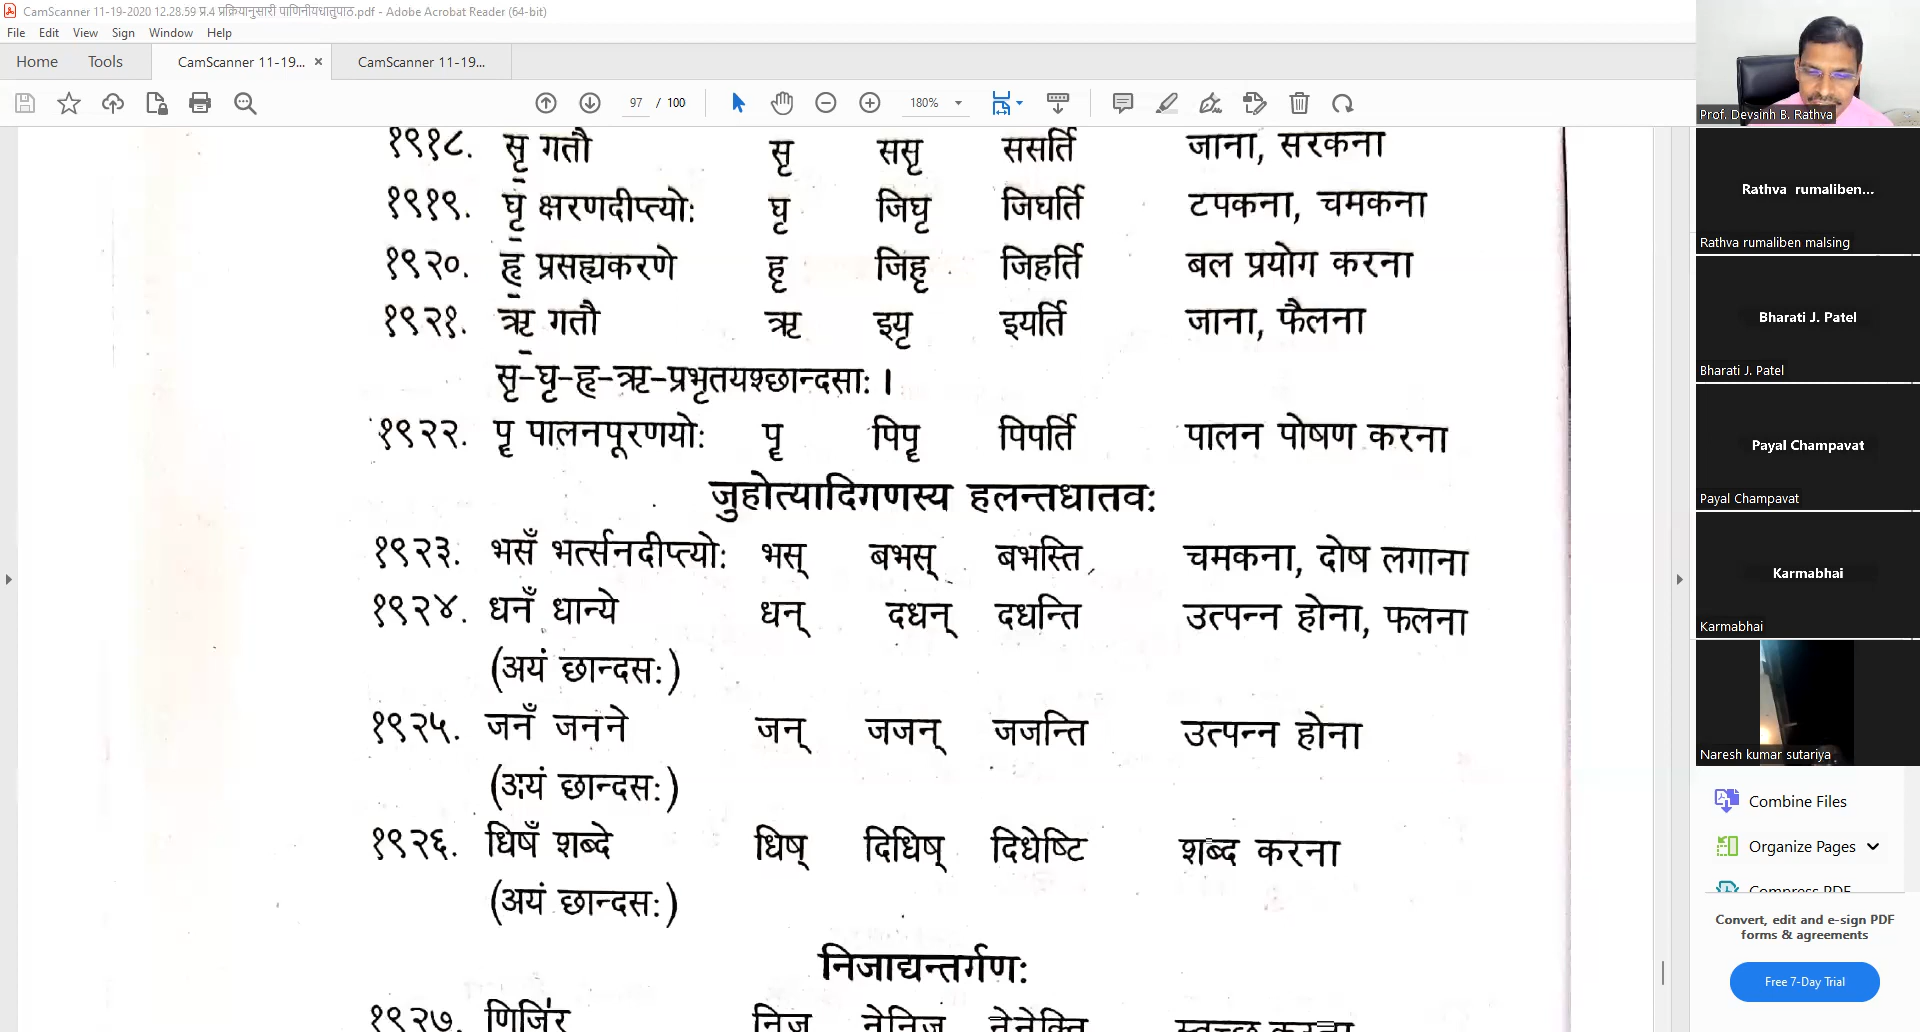 CamScanner 11-19-2020 12.28.59 प्र.4 प्रक्रियानुसारी पाणिनीयधातुपाठ.pdf - Adobe Acrobat Reader (64-bit)
File Edit View Sign Window Help
Home Tools CamScanner 11-19... × CamScanner 11-19...
97 / 100 180%
१९१८. सृ गतौ सृ ससृ ससर्ति जाना, सरकना
१९१९. घृ क्षरणदीप्त्योः घृ जिघृ जिघर्ति टपकना, चमकना
१९२०. हृ प्रसह्यकरणे हृ जिहृ जिहर्ति बल प्रयोग करना
१९२१. ऋ गतौ ऋ इयृ इयर्ति जाना, फैलना
सृ-घृ-हृ-ऋ-प्रभृतयश्छान्दसाः ।
१९२२. पॄ पालनपूरणयोः पॄ पिपॄ पिपर्ति पालन पोषण करना
जुहोत्यादिगणस्य हलन्तधातवः
१९२३. भसँ भर्त्सनदीप्त्योः भस् बभस् बभस्ति चमकना, दोष लगाना
१९२४. धनँ धान्ये धन् दधन् दधन्ति उत्पन्न होना, फलना
(अयं छान्दसः)
१९२५. जनँ जनने जन् जजन् जजन्ति उत्पन्न होना
(अयं छान्दसः)
१९२६. धिषँ शब्दे धिष् दिधिष् दिधेष्टि शब्द करना
(अयं छान्दसः)
निजाद्यन्तर्गणः
१९२७. णिजिँर् निज् नेनिज् नेनेक्ति स्वच्छ करना
Prof. Devsinh B. Rathva
Rathva rumaliben...
Rathva rumaliben malsing
Bharati J. Patel
Bharati J. Patel
Payal Champavat
Payal Champavat
Karmabhai
Karmabhai
Naresh kumar sutariya
Combine Files
Organize Pages
Compress PDF
Convert, edit and e-sign PDF
forms & agreements
Free 7-Day Trial